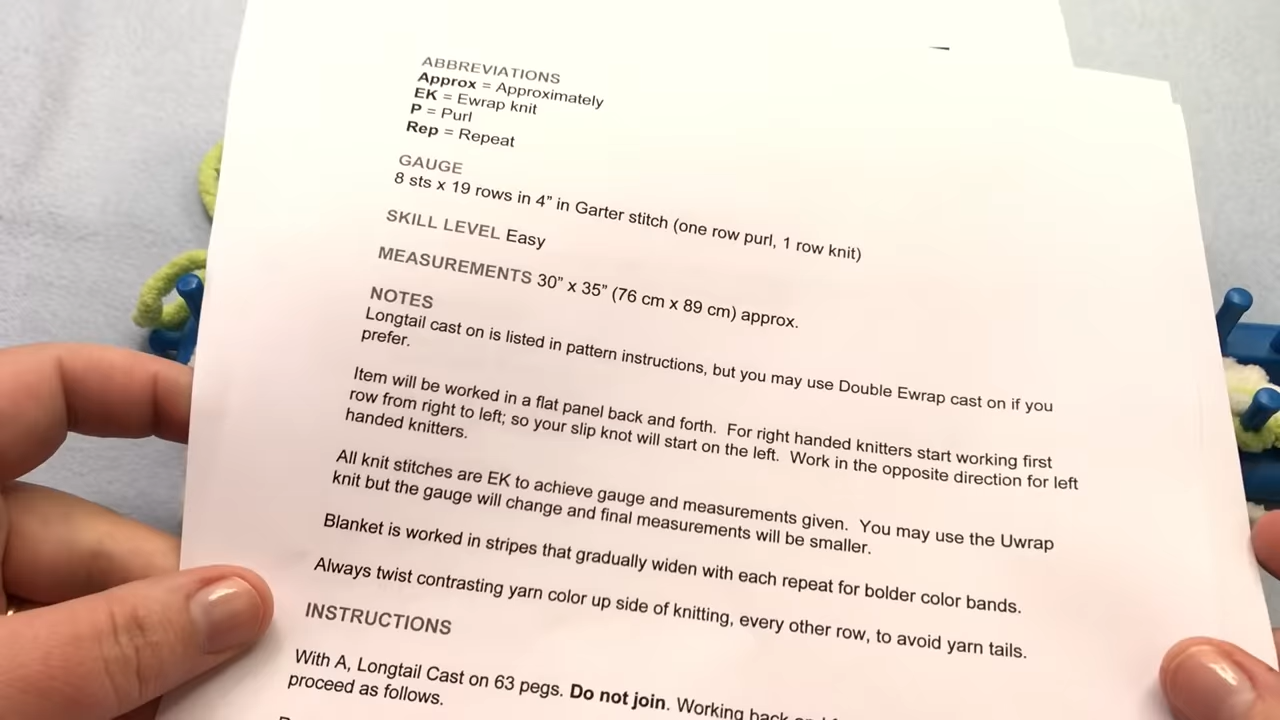 ABBREVIATIONS
Approx = Approximately
EK = Ewrap knit
P = Purl
Rep = Repeat
GAUGE
8 sts x 19 rows in 4” in Garter stitch (one row purl, 1 row knit)
SKILL LEVEL Easy
MEASUREMENTS 30” x 35” (76 cm x 89 cm) approx.
NOTES
Longtail cast on is listed in pattern instructions, but you may use Double Ewrap cast on if you
prefer.
Item will be worked in a flat panel back and forth. For right handed knitters start working first
row from right to left; so your slip knot will start on the left. Work in the opposite direction for left
handed knitters.
All knit stitches are EK to achieve gauge and measurements given. You may use the Uwrap
knit but the gauge will change and final measurements will be smaller.
Blanket is worked in stripes that gradually widen with each repeat for bolder color bands.
Always twist contrasting yarn color up side of knitting, every other row, to avoid yarn tails.
INSTRUCTIONS
With A, Longtail Cast on 63 pegs. Do not join. Working back and
proceed as follows.